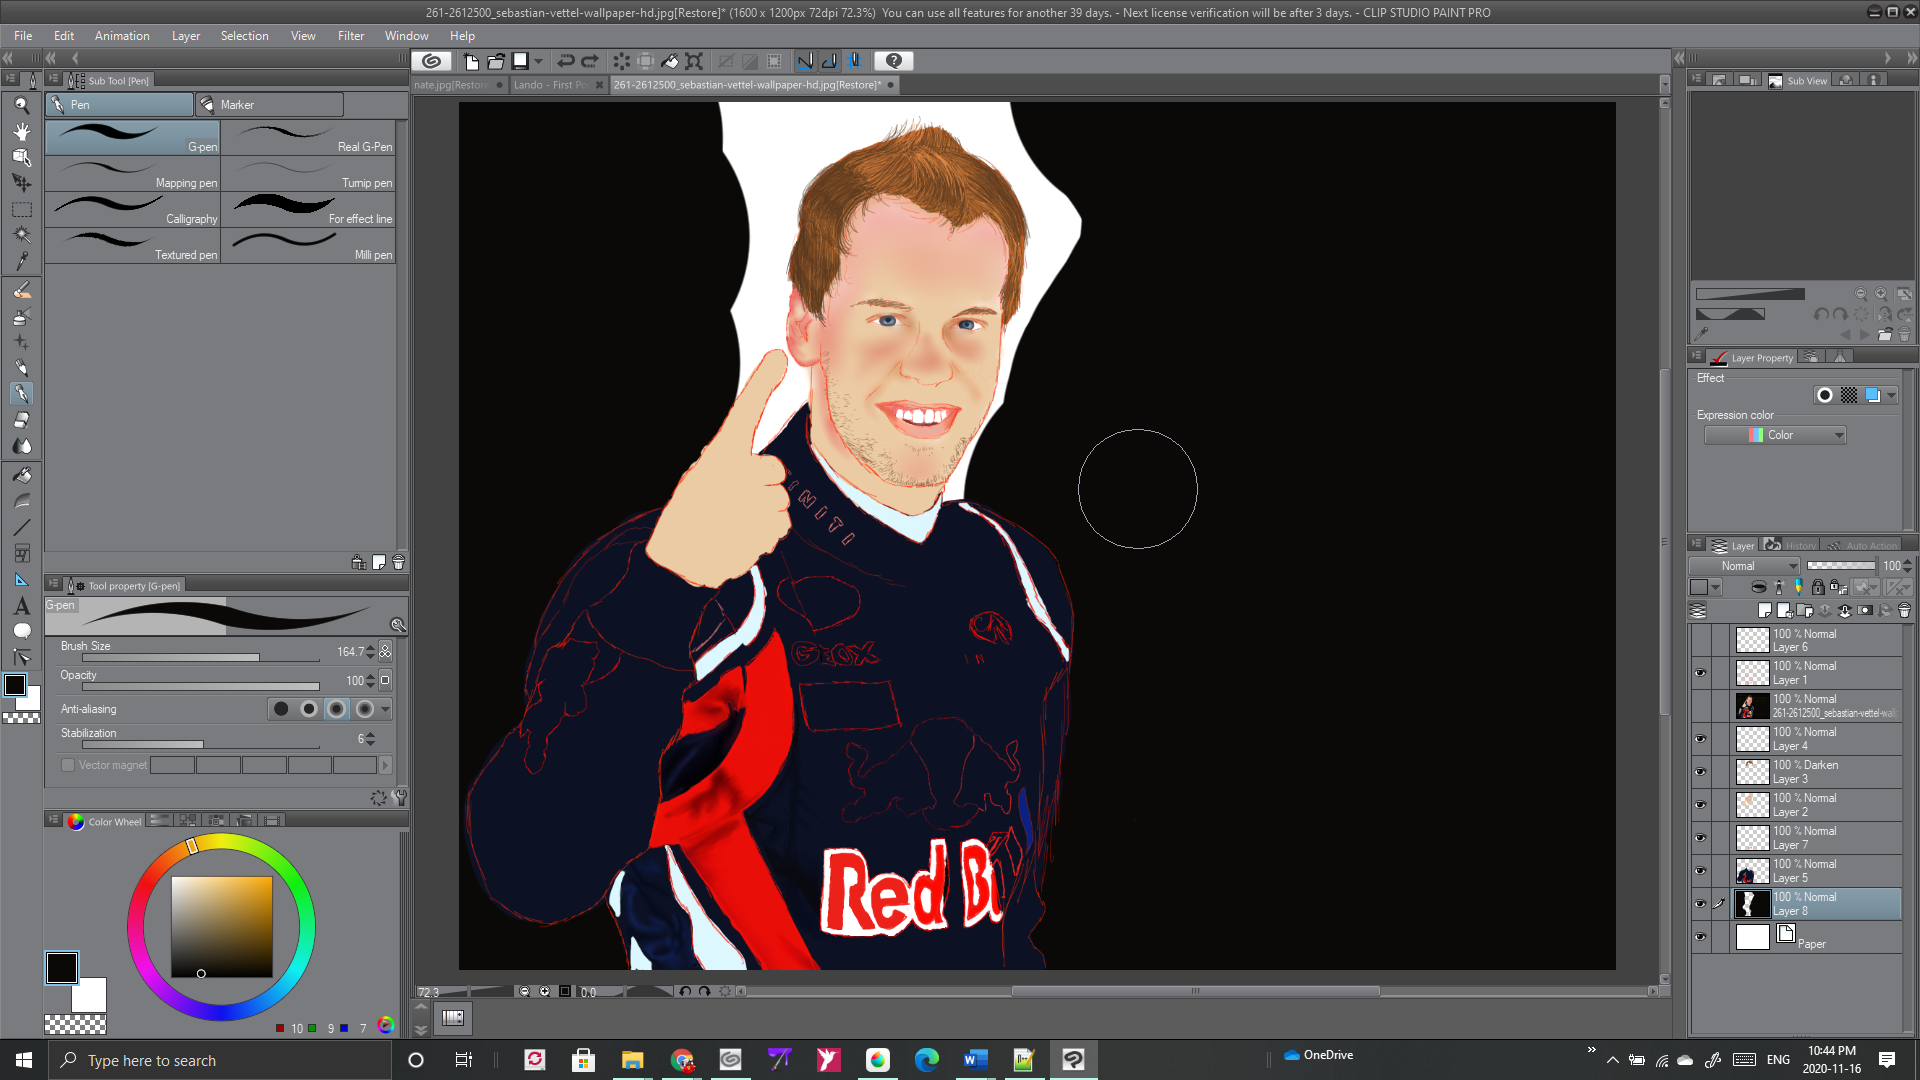 261-2612500_sebastian-vettel-wallpaper-hd.jpg[Restore]* (1600 x 1200px 72dpi 72.3%)  You can use all features for another 39 days. - Next license verification will be after 3 days. - CLIP STUDIO PAINT PRO
File Edit Animation Layer Selection View Filter Window Help
Sub Tool [Pen]
nate.jpg[Restore
Lando - First Po
261-2612500_sebastian-vettel-wallpaper-hd.jpg[Restore]*
Sub View
Pen
Marker
G-pen
Real G-Pen
Mapping pen
Turnip pen
Calligraphy
For effect line
Textured pen
Milli pen
Tool property [G-pen]
G-pen
Brush Size
164.7
Opacity
100
Anti-aliasing
Stabilization
6
Vector magnet
Color Wheel
10 9 7
INITI
GEOX
IN
Red Bu
72.3
0.0
Layer Property
Effect
Expression color
Color
Layer
History
Auto Action
Normal
100
100 % Normal
Layer 6
100 % Normal
Layer 1
100 % Normal
261-2612500_sebastian-vettel-wall
100 % Normal
Layer 4
100 % Darken
Layer 3
100 % Normal
Layer 2
100 % Normal
Layer 7
100 % Normal
Layer 5
100 % Normal
Layer 8
Paper
Type here to search
OneDrive
ENG
10:44 PM
2020-11-16